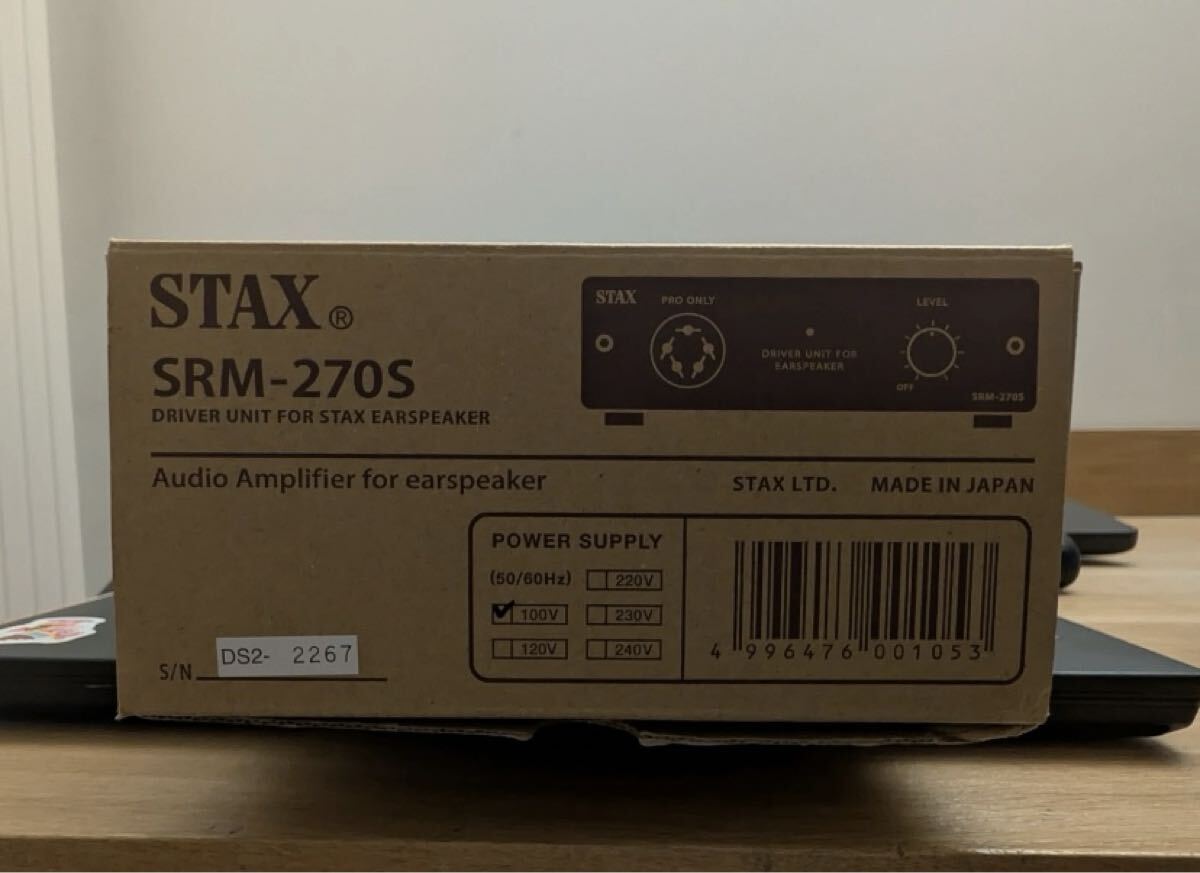 STAX®
SRM-270S
DRIVER UNIT FOR STAX EARSPEAKER
STAX PRO ONLY LEVEL
DRIVER UNIT FOR
EARSPEAKER
OFF
SRM-270S
Audio Amplifier for earspeaker STAX LTD. MADE IN JAPAN
POWER SUPPLY
(50/60Hz) 220V
100V 230V
120V 240V
4 996476 001053
S/N DS2- 2267